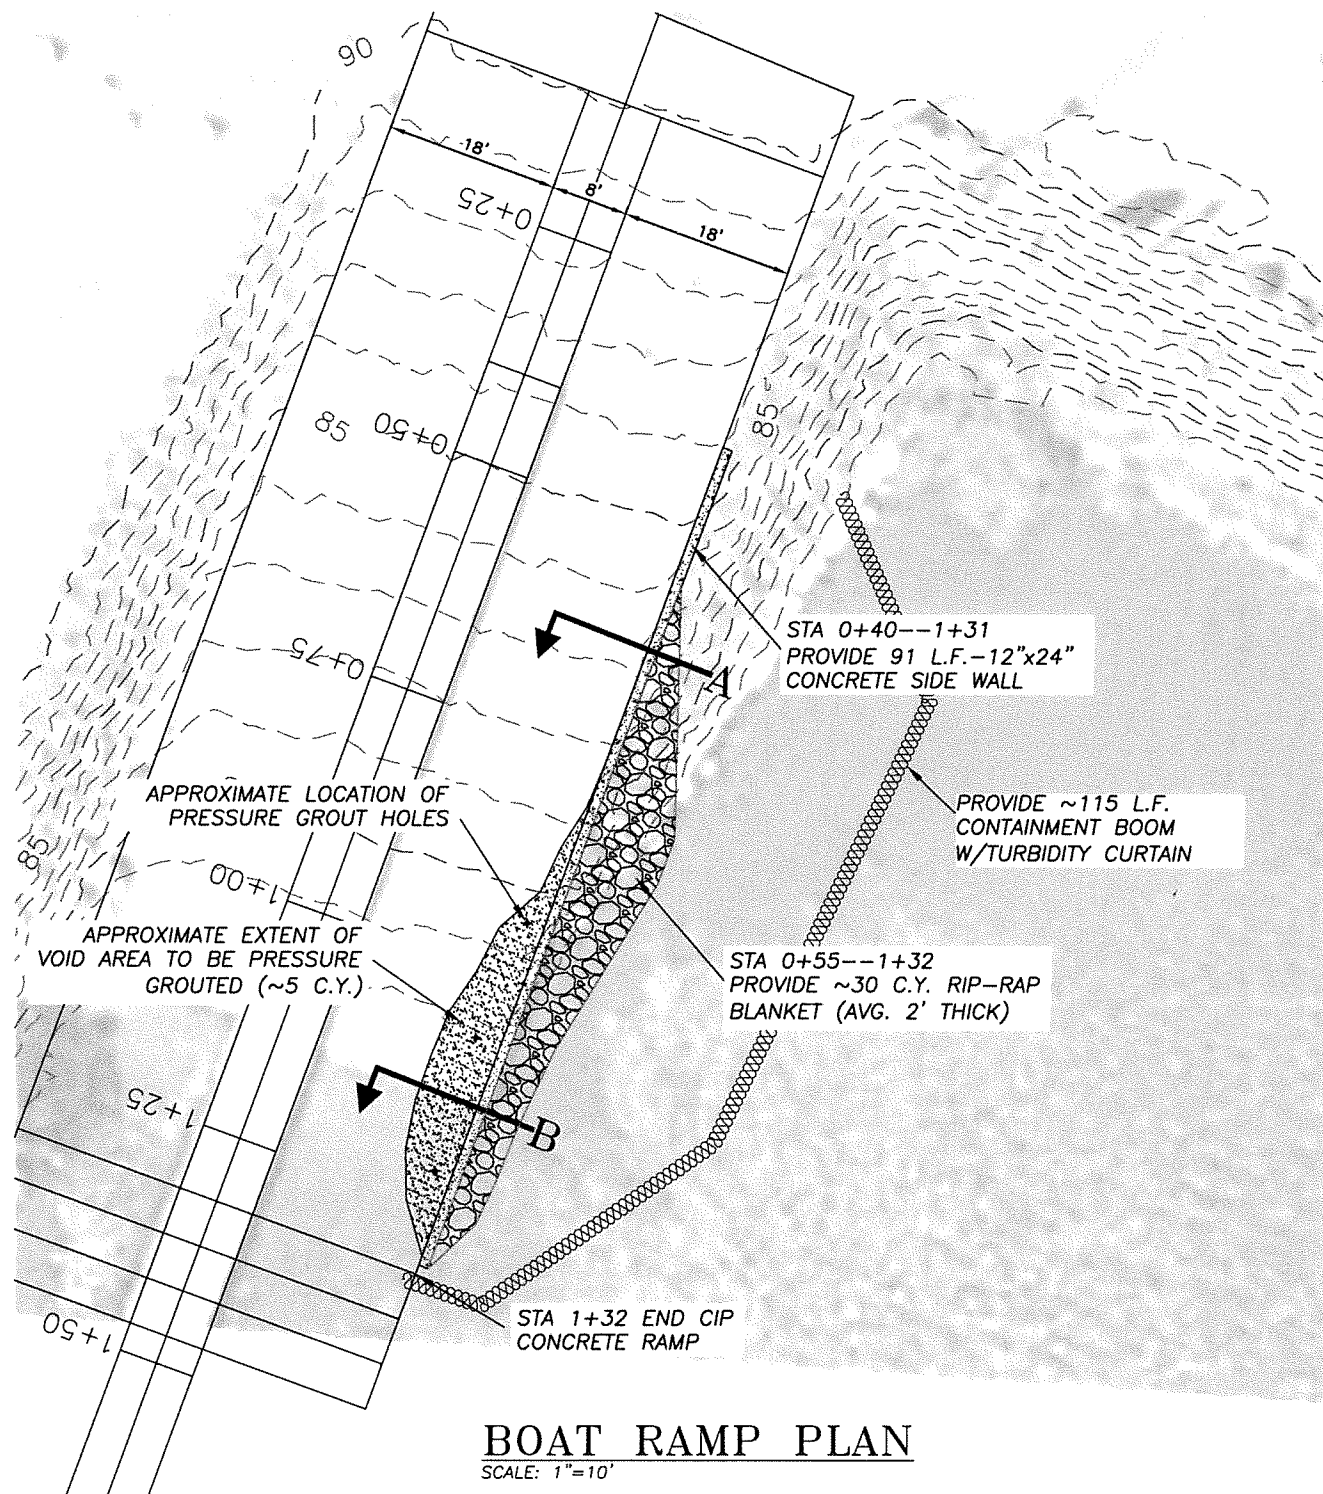 90
18'
8'
18'
0+25
85
0+50
85
STA 0+40--1+31
PROVIDE 91 L.F.-12"x24"
CONCRETE SIDE WALL
0+75
A
APPROXIMATE LOCATION OF
PRESSURE GROUT HOLES
PROVIDE ~115 L.F.
CONTAINMENT BOOM
W/TURBIDITY CURTAIN
85
1+00
APPROXIMATE EXTENT OF
VOID AREA TO BE PRESSURE
GROUTED (~5 C.Y.)
STA 0+55--1+32
PROVIDE ~30 C.Y. RIP-RAP
BLANKET (AVG. 2' THICK)
1+25
B
STA 1+32 END CIP
CONCRETE RAMP
1+50
BOAT RAMP PLAN
SCALE: 1"=10'